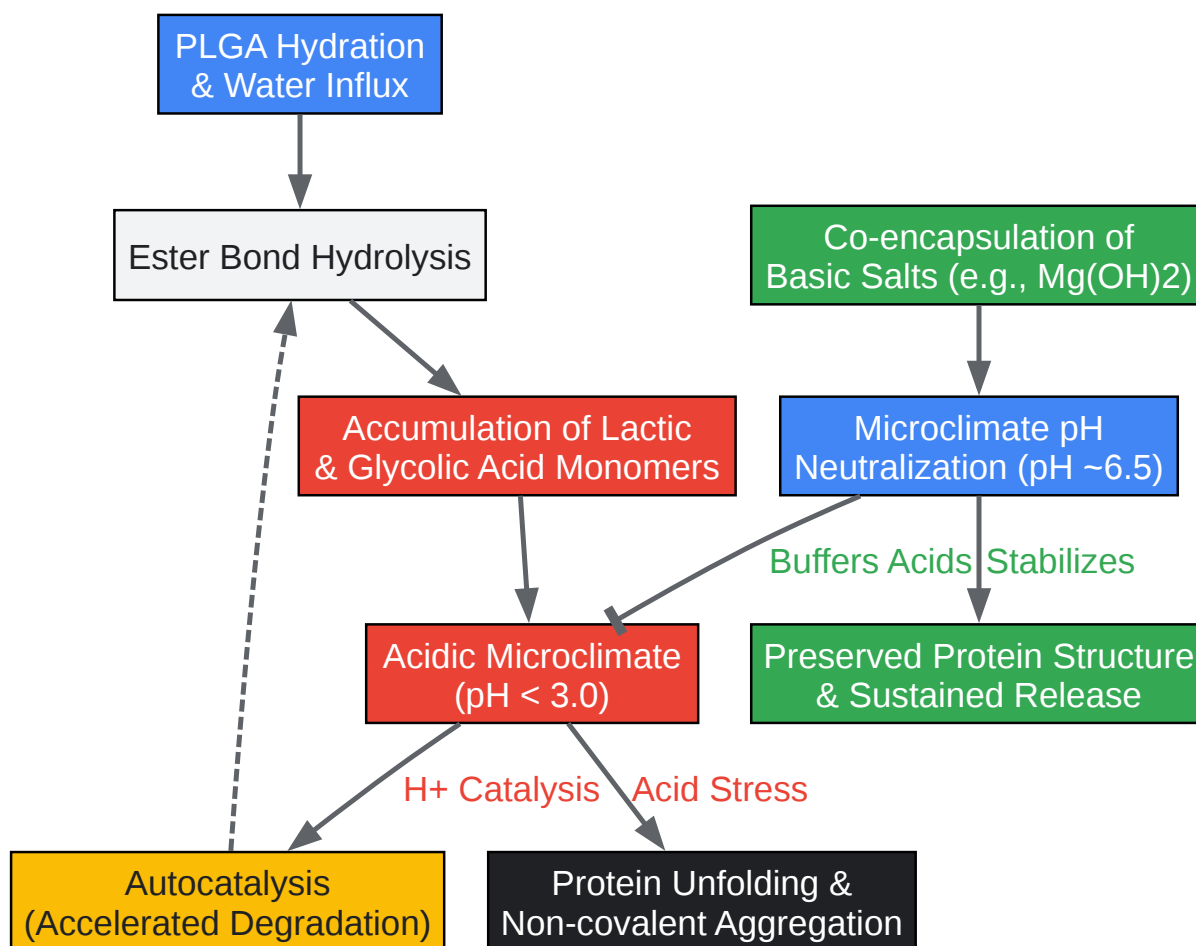 PLGA Hydration
& Water Influx
Ester Bond Hydrolysis
Co-encapsulation of
Basic Salts (e.g., Mg(OH)2)
Accumulation of Lactic
& Glycolic Acid Monomers
Microclimate pH
Neutralization (pH ~6.5)
Buffers Acids
Stabilizes
Acidic Microclimate
(pH < 3.0)
Preserved Protein Structure
& Sustained Release
H+ Catalysis
Acid Stress
Autocatalysis
(Accelerated Degradation)
Protein Unfolding &
Non-covalent Aggregation